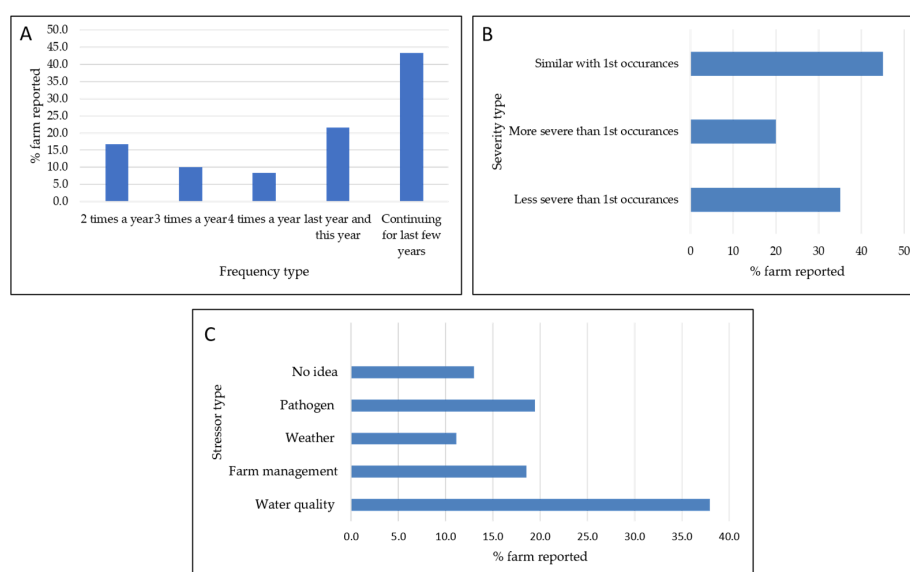 A
50.0
45.0
40.0
35.0
30.0
25.0
20.0
15.0
10.0
5.0
0.0
% farm reported
2 times a year 3 times a year 4 times a year last year and Continuing
this year for last few
years
Frequency type
B
Severity type
Similar with 1st occurances
More severe than 1st occurances
Less severe than 1st occurances
0 10 20 30 40 50
% farm reported
C
Stressor type
No idea
Pathogen
Weather
Farm management
Water quality
0.0 5.0 10.0 15.0 20.0 25.0 30.0 35.0 40.0
% farm reported